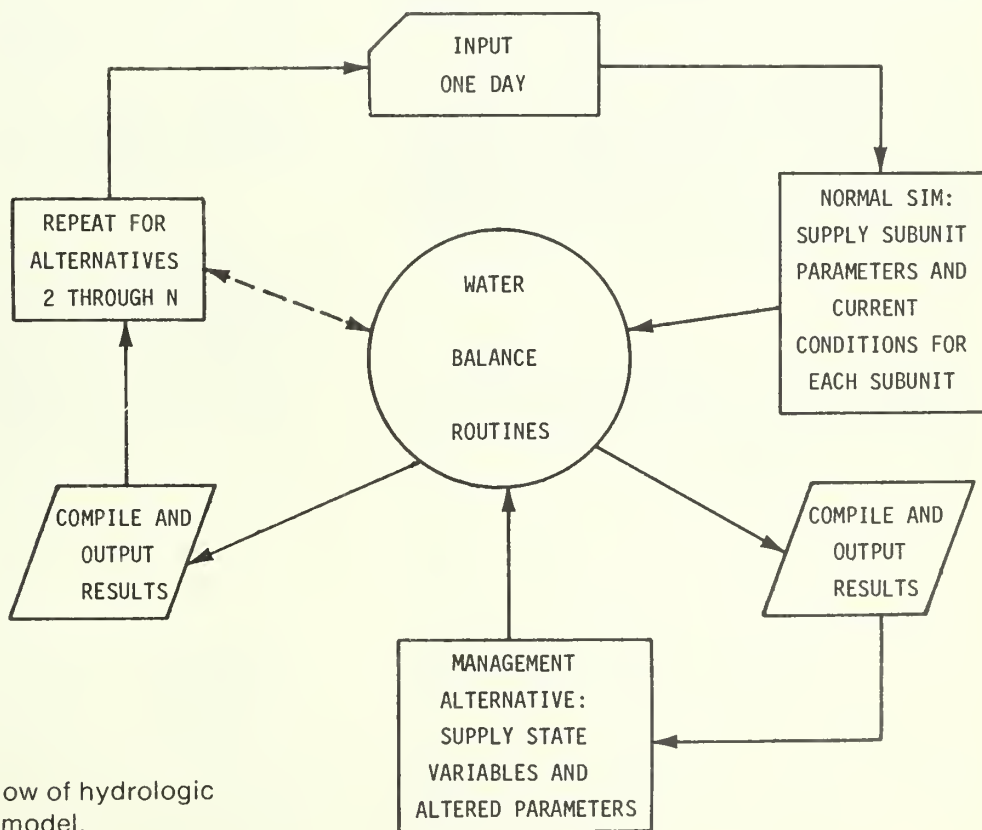 INPUT
ONE DAY
REPEAT FOR
ALTERNATIVES
2 THROUGH N
NORMAL SIM:
SUPPLY SUBUNIT
PARAMETERS AND
CURRENT
CONDITIONS FOR
EACH SUBUNIT
WATER
BALANCE
ROUTINES
COMPILE AND
OUTPUT
RESULTS
COMPILE AND
OUTPUT
RESULTS
MANAGEMENT
ALTERNATIVE:
SUPPLY STATE
VARIABLES AND
ALTERED PARAMETERS
ow of hydrologic
model.